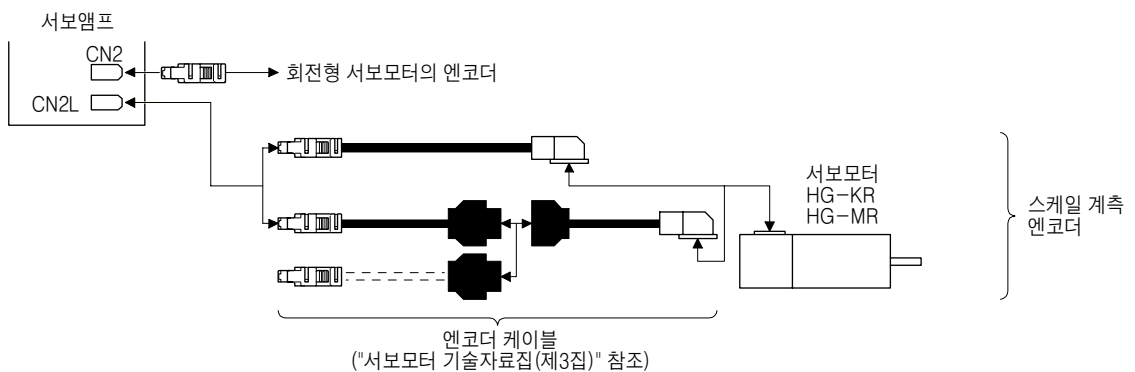 서보앰프
CN2
회전형 서보모터의 엔코더
CN2L
서보모터
HG-KR
HG-MR
스케일 계측
엔코더
엔코더 케이블
("서보모터 기술자료집(제3집)" 참조)